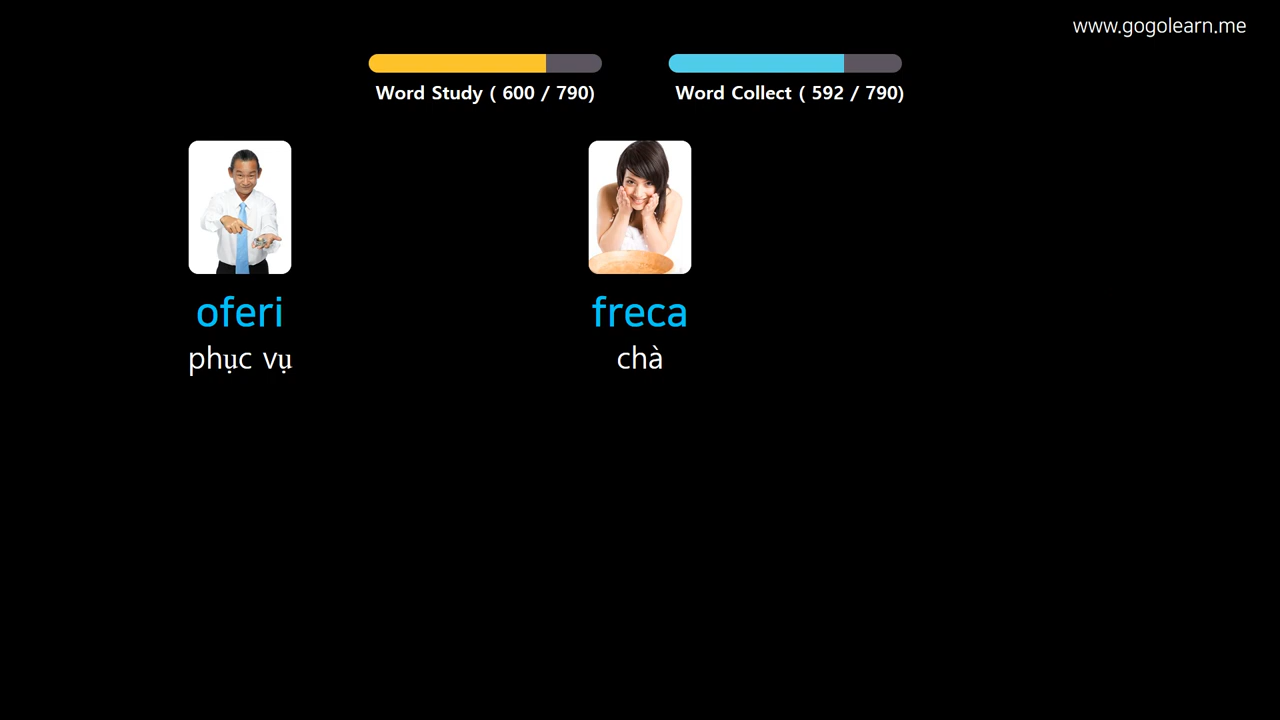 www.gogolearn.me
Word Study ( 600 / 790)
Word Collect ( 592 / 790)
oferi
phục vụ
freca
chà